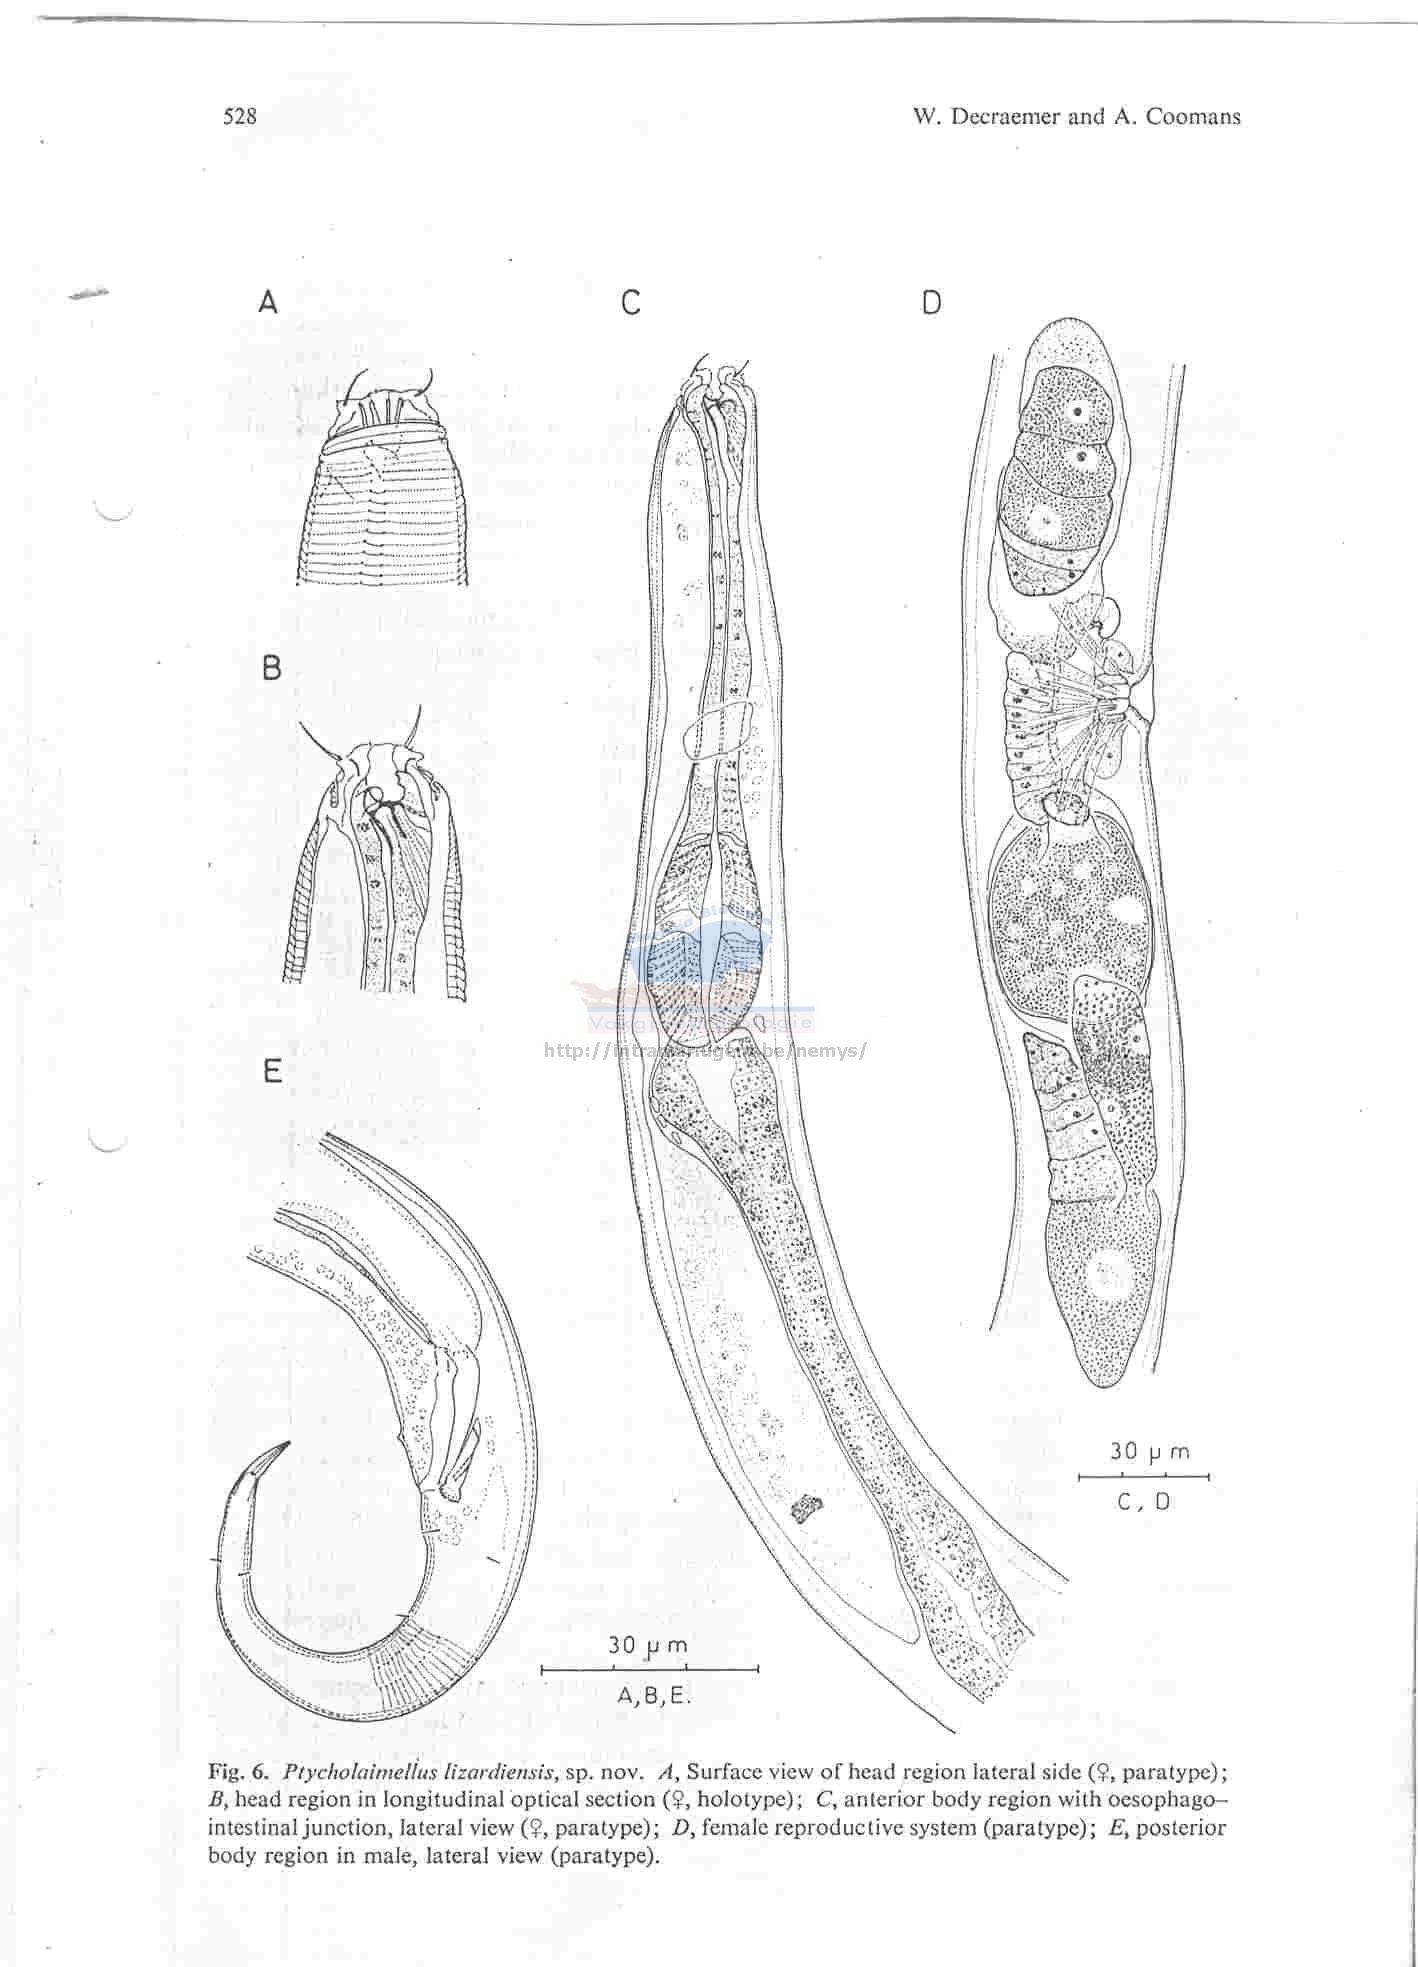 528
W. Decraemer and A. Coomans
A
C
D
B
E
http://intramar.ugent.be/nemys/
30 µm
C, D
30 µm
A,B,E.
Fig. 6. Ptycholaimellus lizardiensis, sp. nov. A, Surface view of head region lateral side (♀, paratype);
B, head region in longitudinal optical section (♀, holotype); C, anterior body region with oesophago-
intestinal junction, lateral view (♀, paratype); D, female reproductive system (paratype); E, posterior
body region in male, lateral view (paratype).